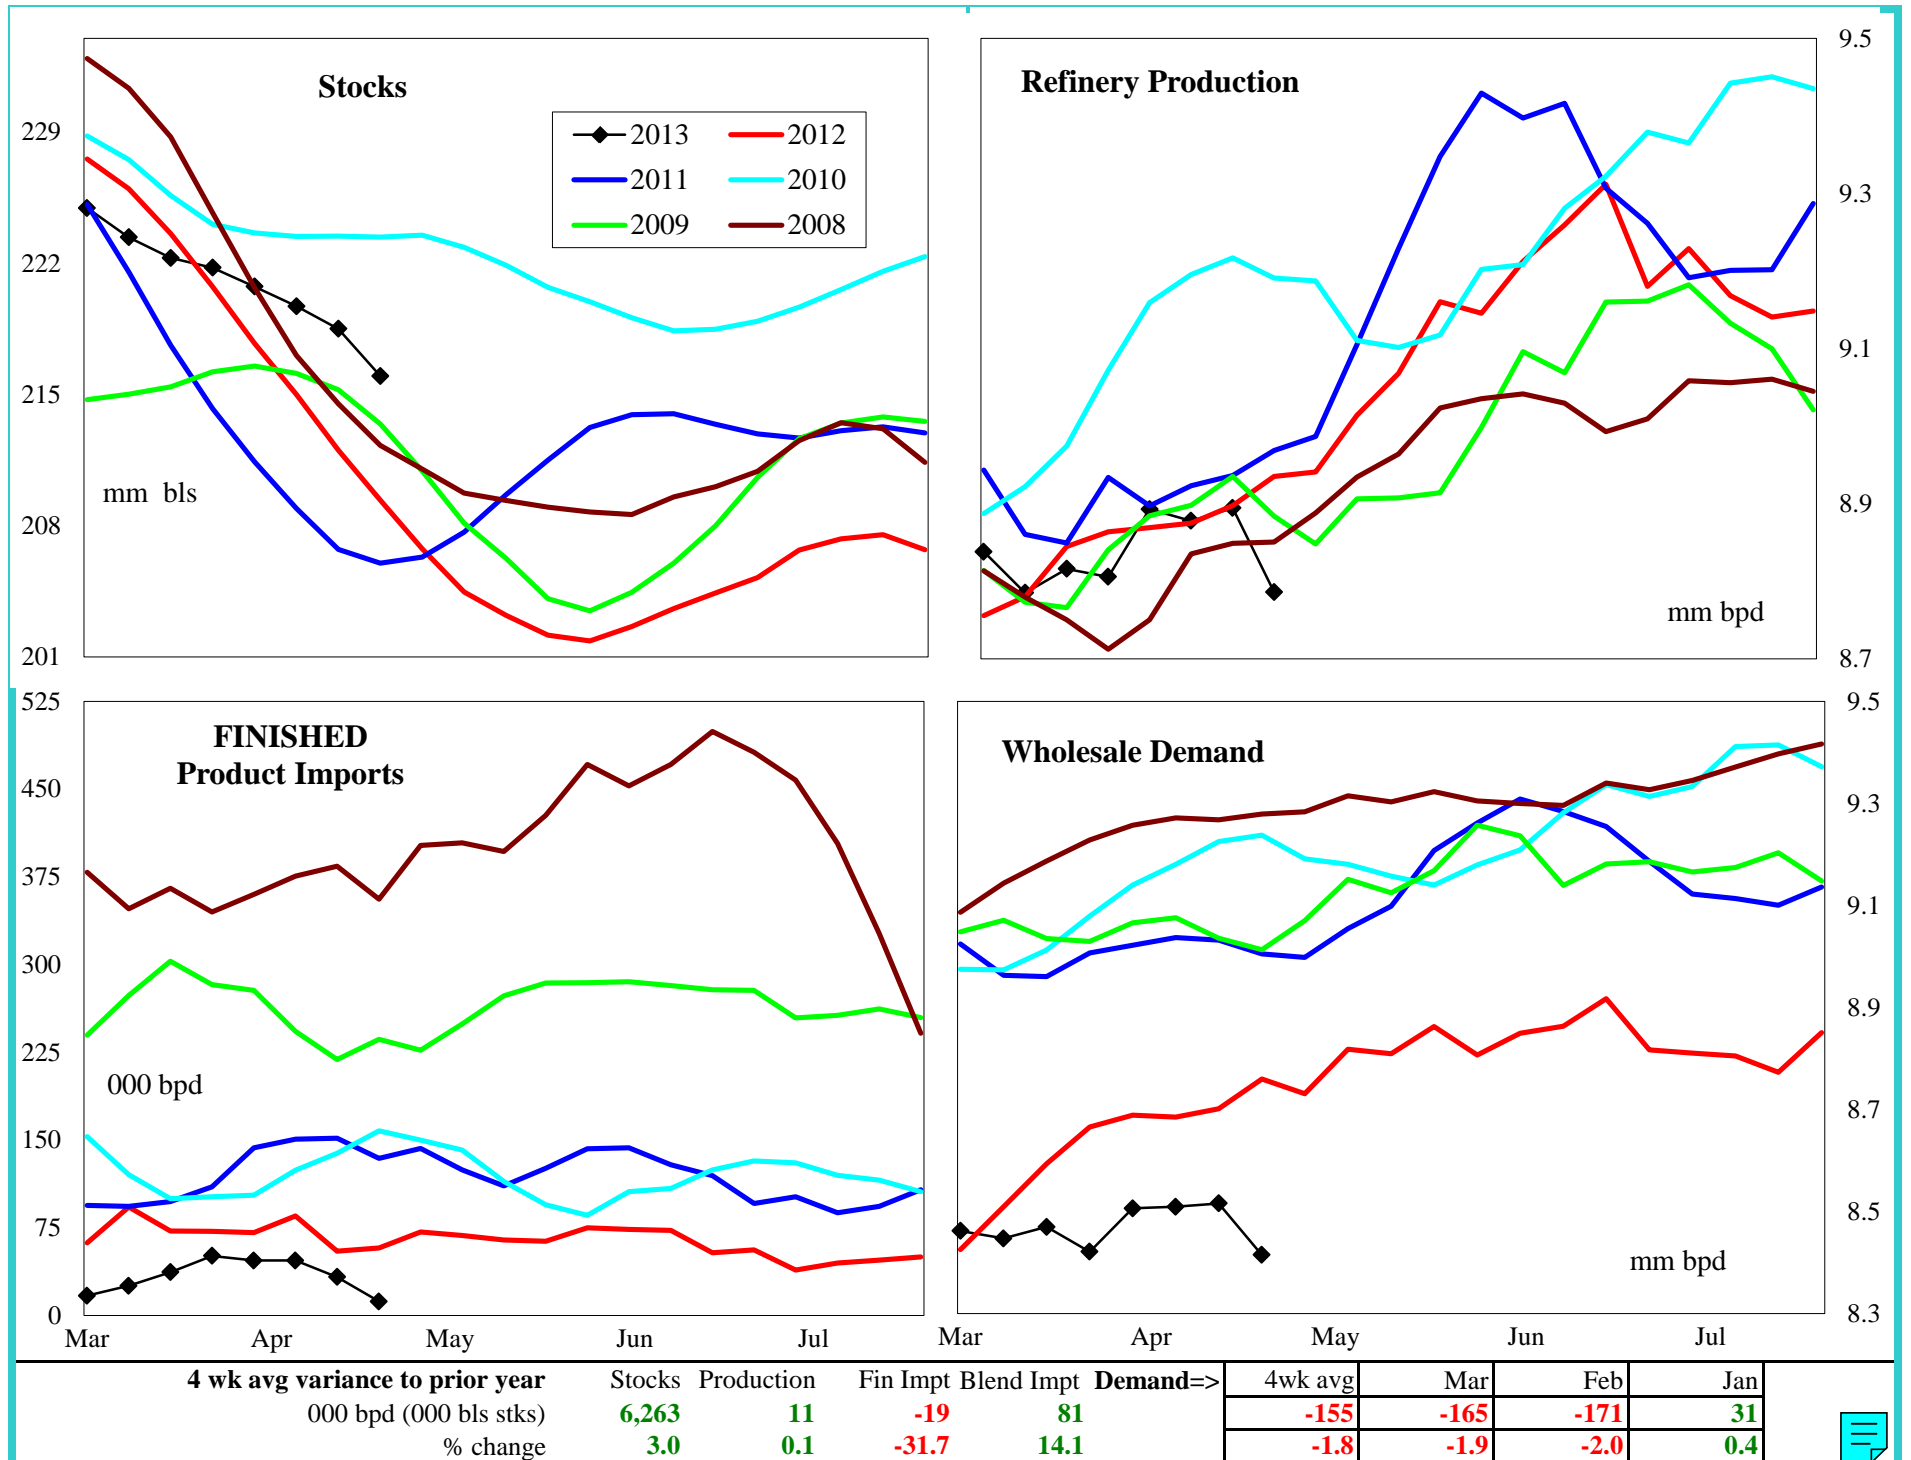 Stocks
2013 2012
2011 2010
2009 2008
229
222
215
208
201
mm bls
Refinery Production
9.5
9.3
9.1
8.9
8.7
mm bpd
FINISHED
Product Imports
525
450
375
300
225
150
75
0
000 bpd
Mar Apr May Jun Jul
Wholesale Demand
9.5
9.3
9.1
8.9
8.7
8.5
8.3
mm bpd
Mar Apr May Jun Jul
4 wk avg variance to prior year Stocks Production Fin Impt Blend Impt Demand=> 4wk avg Mar Feb Jan
000 bpd (000 bls stks) 6,263 11 -19 81 -155 -165 -171 31
% change 3.0 0.1 -31.7 14.1 -1.8 -1.9 -2.0 0.4